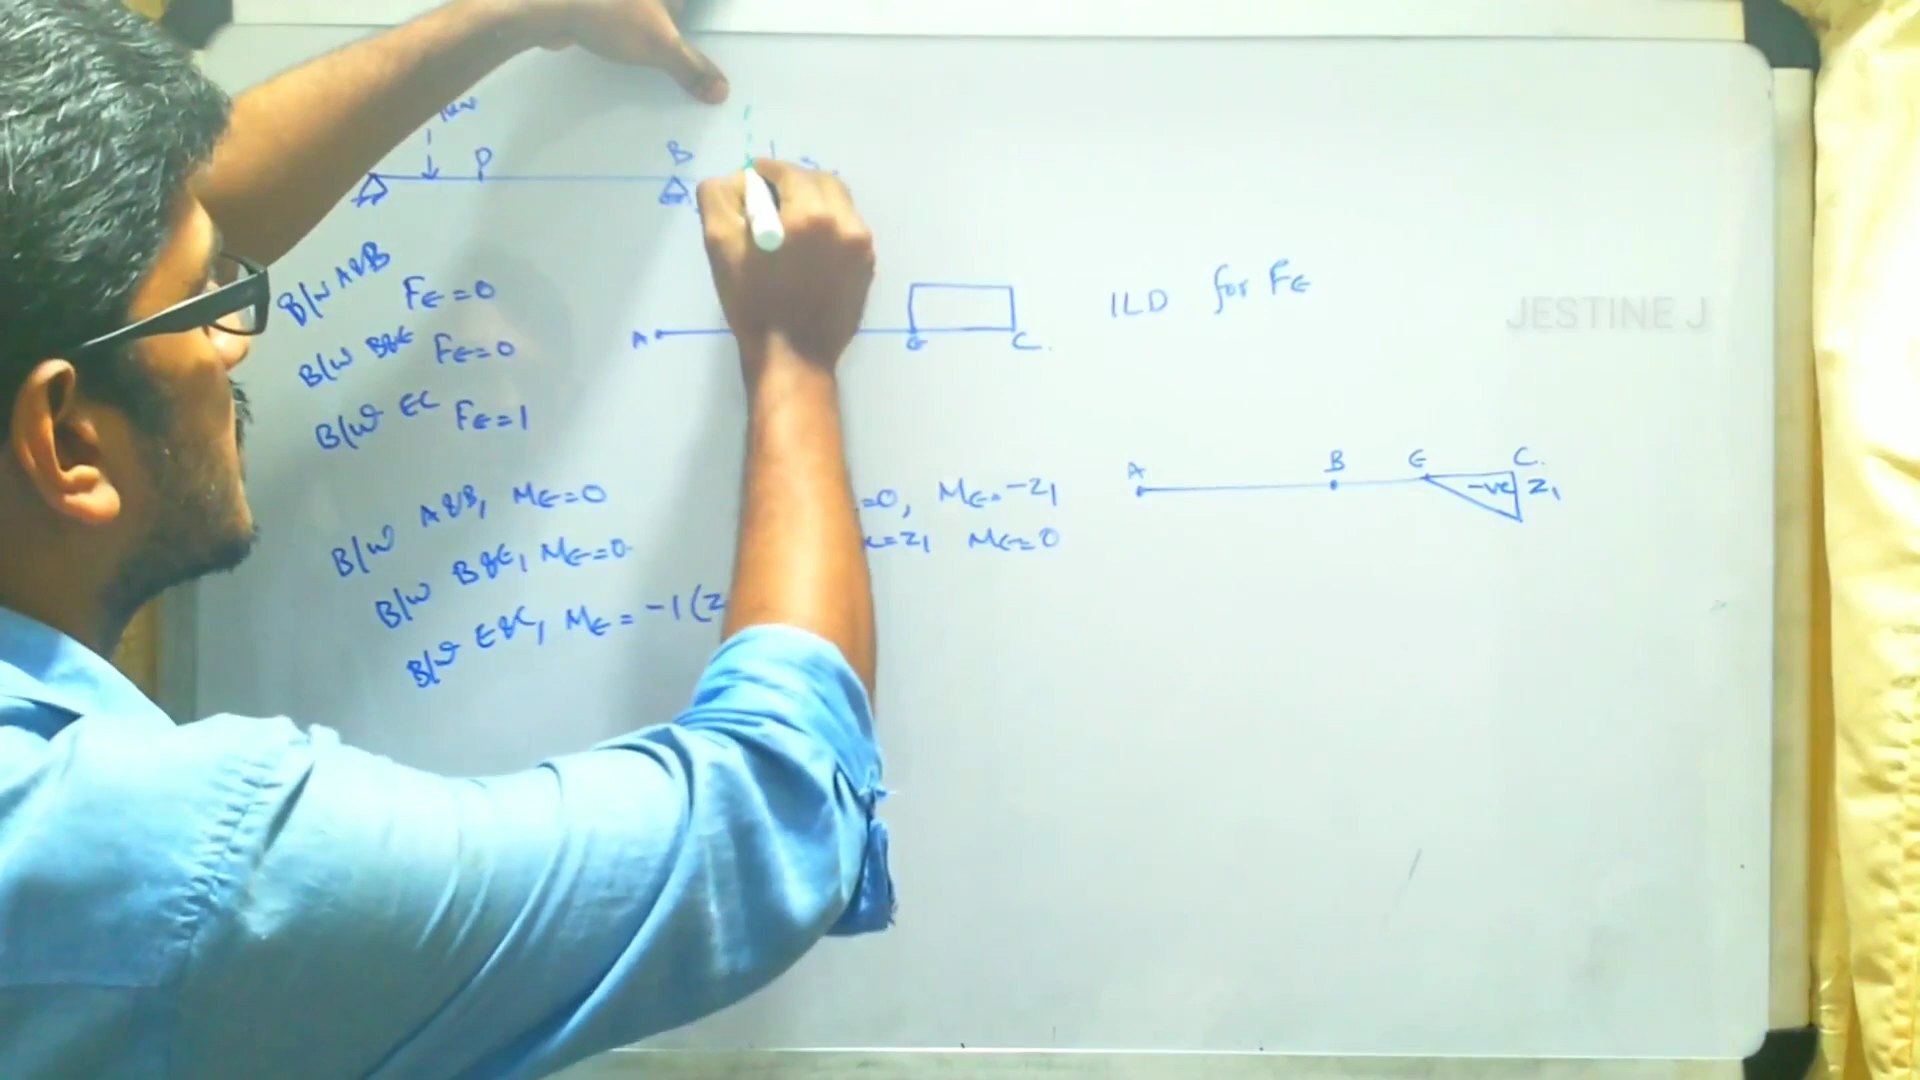 1kN
P
B
B/w A&B
FE=0
B/w B&E FE=0
B/w EC FE=1
A
E
C.
ILD for FE
JESTINE J
B/w A&B, ME=0
B/w B&E, ME=0.
B/w E&C, ME = -1(z
=0, ME=-z1
x=z1 ME=0
A B E C.
-ve z1